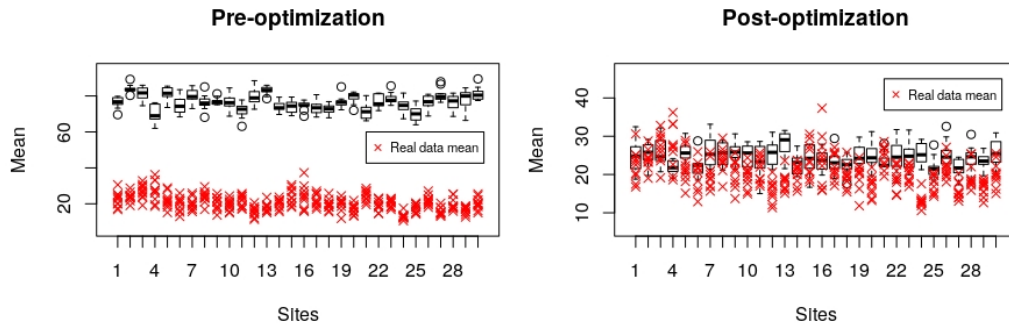 Pre-optimization
Mean
60
20
× Real data mean
1 4 7 10 13 16 19 22 25 28
Sites
Post-optimization
Mean
40
30
20
10
× Real data mean
1 4 7 10 13 16 19 22 25 28
Sites